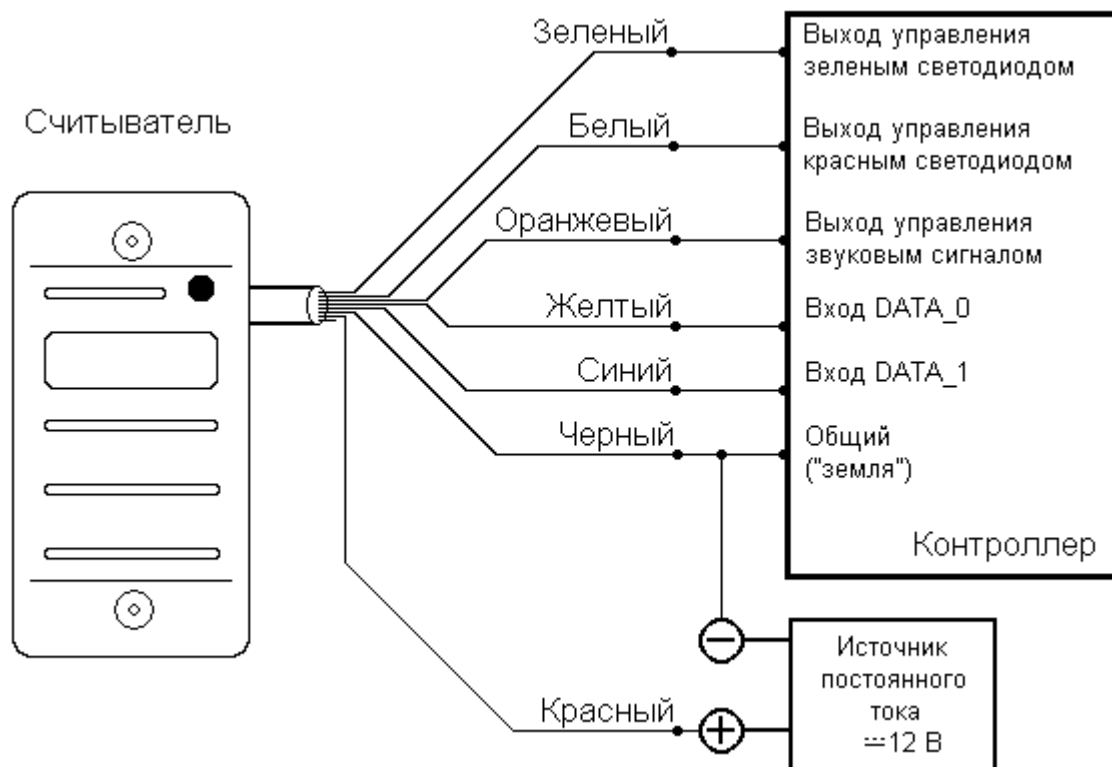 Зеленый
Выход управления
зеленым светодиодом
Считыватель
Белый
Выход управления
красным светодиодом
Оранжевый
Выход управления
звуковым сигналом
Желтый
Вход DATA_0
Синий
Вход DATA_1
Черный
Общий
("земля")
Контроллер
Источник
постоянного
тока
⎓12 В
Красный